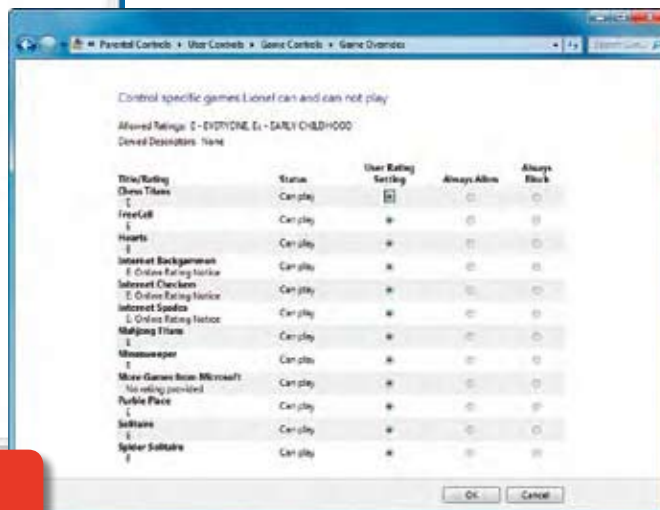 Parental Controls ▸ User Controls ▸ Game Controls ▸ Game Overrides
Control specific games Lionel can and can not play
Allowed Ratings: E - EVERYONE, Ec - EARLY CHILDHOOD
Denied Descriptors: None
Title/Rating Status User Rating Setting Always Allow Always Block
Chess Titans Can play
E
FreeCell Can play
E
Hearts Can play
E
Internet Backgammon Can play
E: Online Rating Notice
Internet Checkers Can play
E: Online Rating Notice
Internet Spades Can play
E: Online Rating Notice
Mahjong Titans Can play
E
Minesweeper Can play
E
More Games from Microsoft Can play
No rating provided
Purble Place Can play
E
Solitaire Can play
E
Spider Solitaire Can play
E
OK Cancel